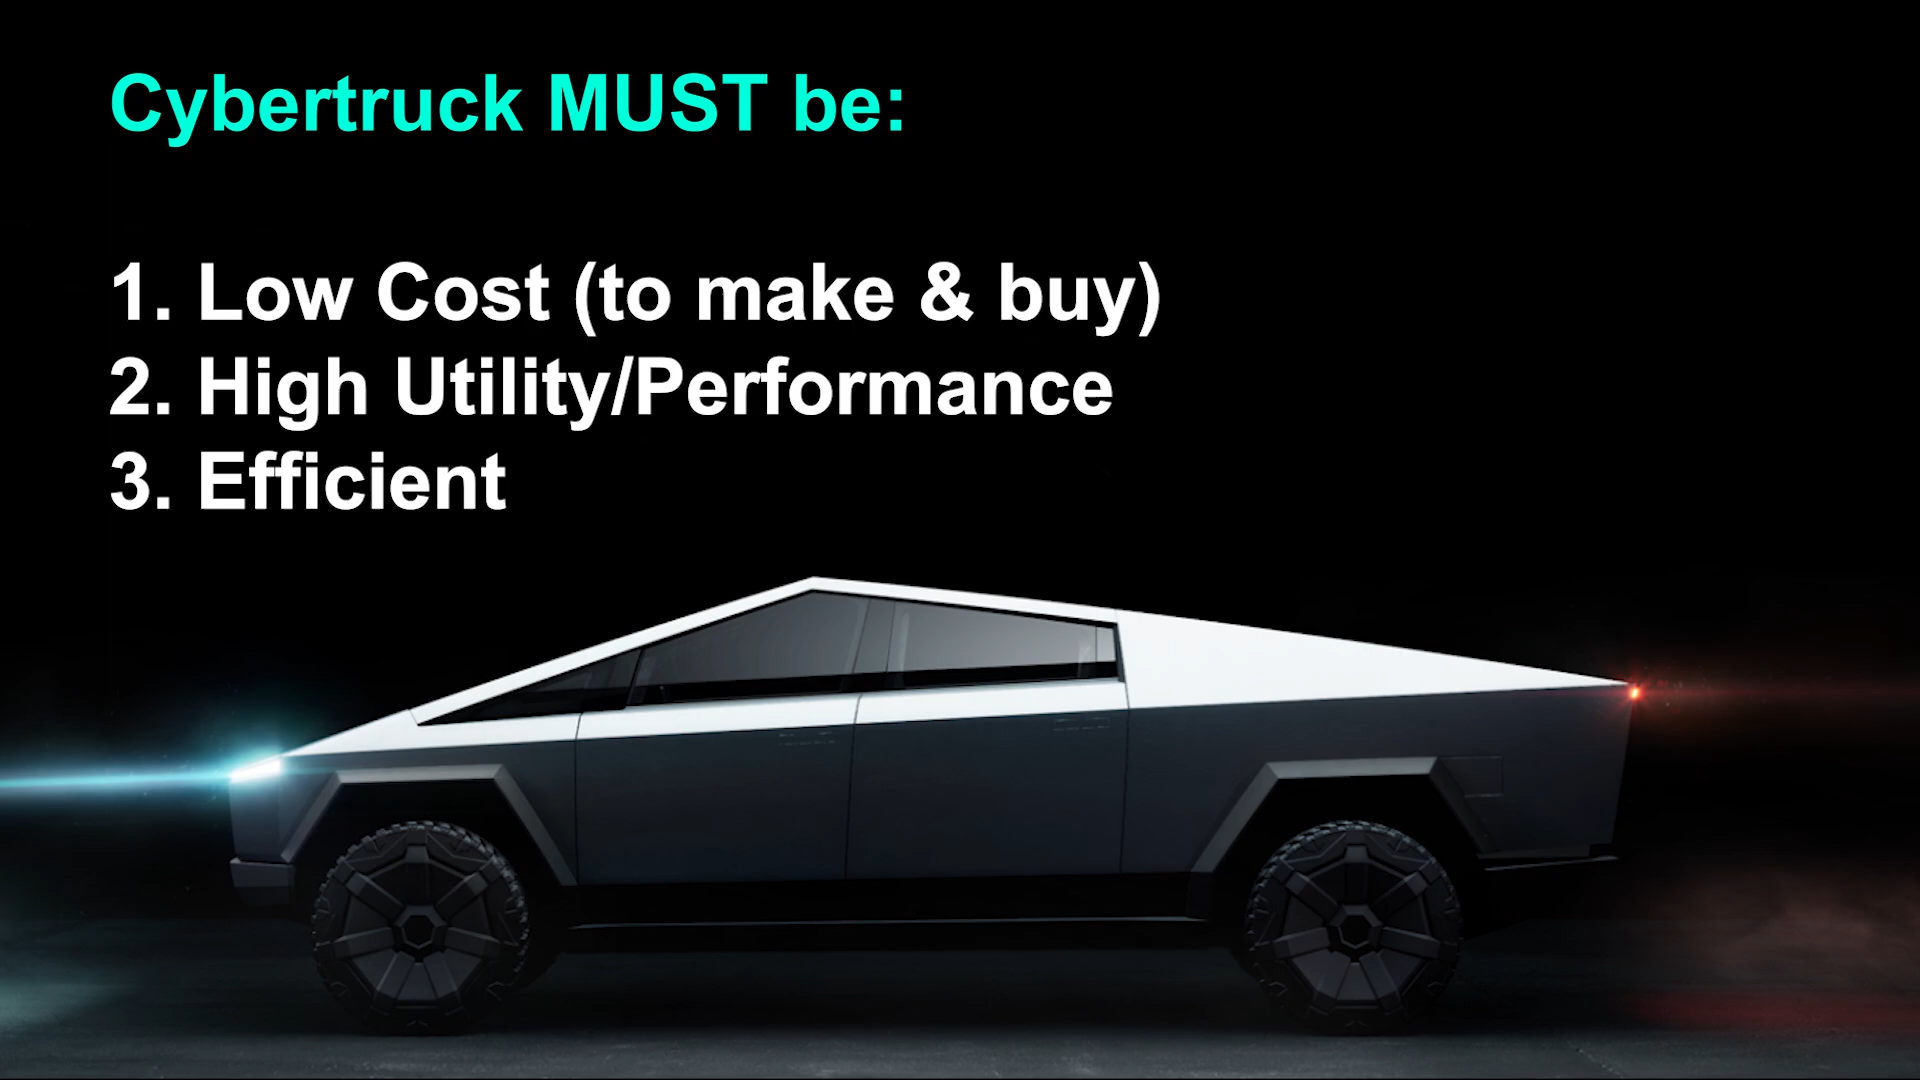 Cybertruck MUST be:
1. Low Cost (to make & buy)
2. High Utility/Performance
3. Efficient